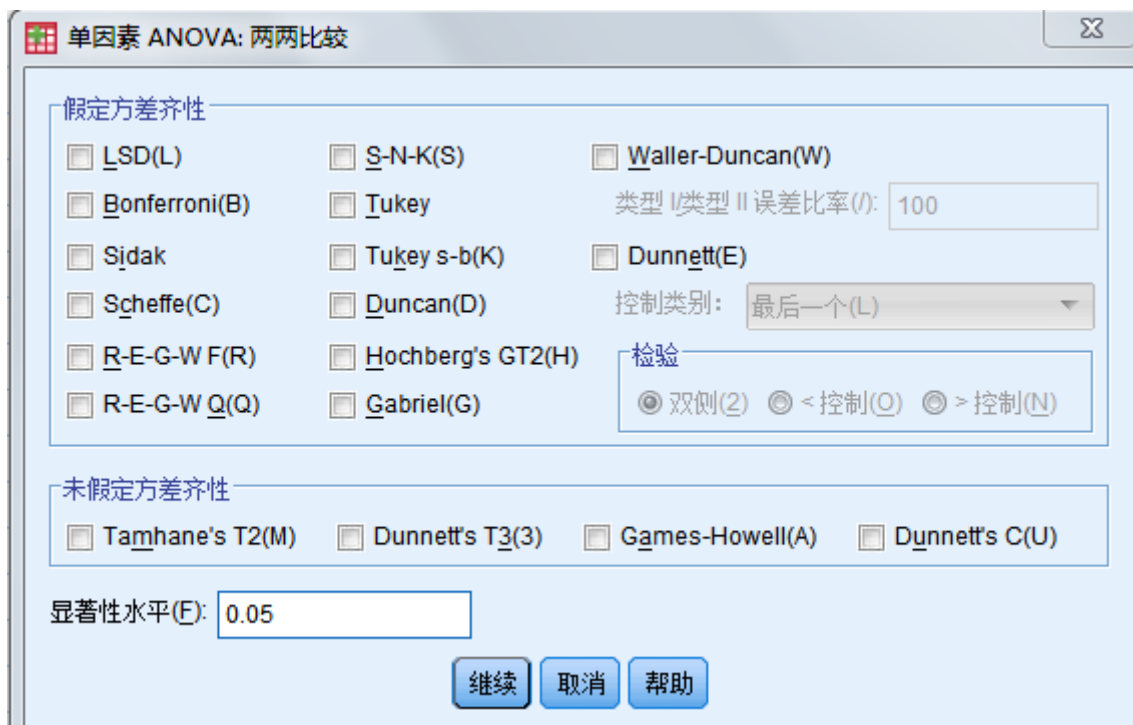 单因素 ANOVA: 两两比较
假定方差齐性
LSD(L) S-N-K(S) Waller-Duncan(W)
Bonferroni(B) Tukey 类型 I/类型 II 误差比率(/): 100
Sidak Tukey s-b(K) Dunnett(E)
Scheffe(C) Duncan(D) 控制类别： 最后一个(L)
R-E-G-W F(R) Hochberg's GT2(H) 检验
R-E-G-W Q(Q) Gabriel(G) 双侧(2) < 控制(O) > 控制(N)
未假定方差齐性
Tamhane's T2(M) Dunnett's T3(3) Games-Howell(A) Dunnett's C(U)
显著性水平(F): 0.05
继续 取消 帮助